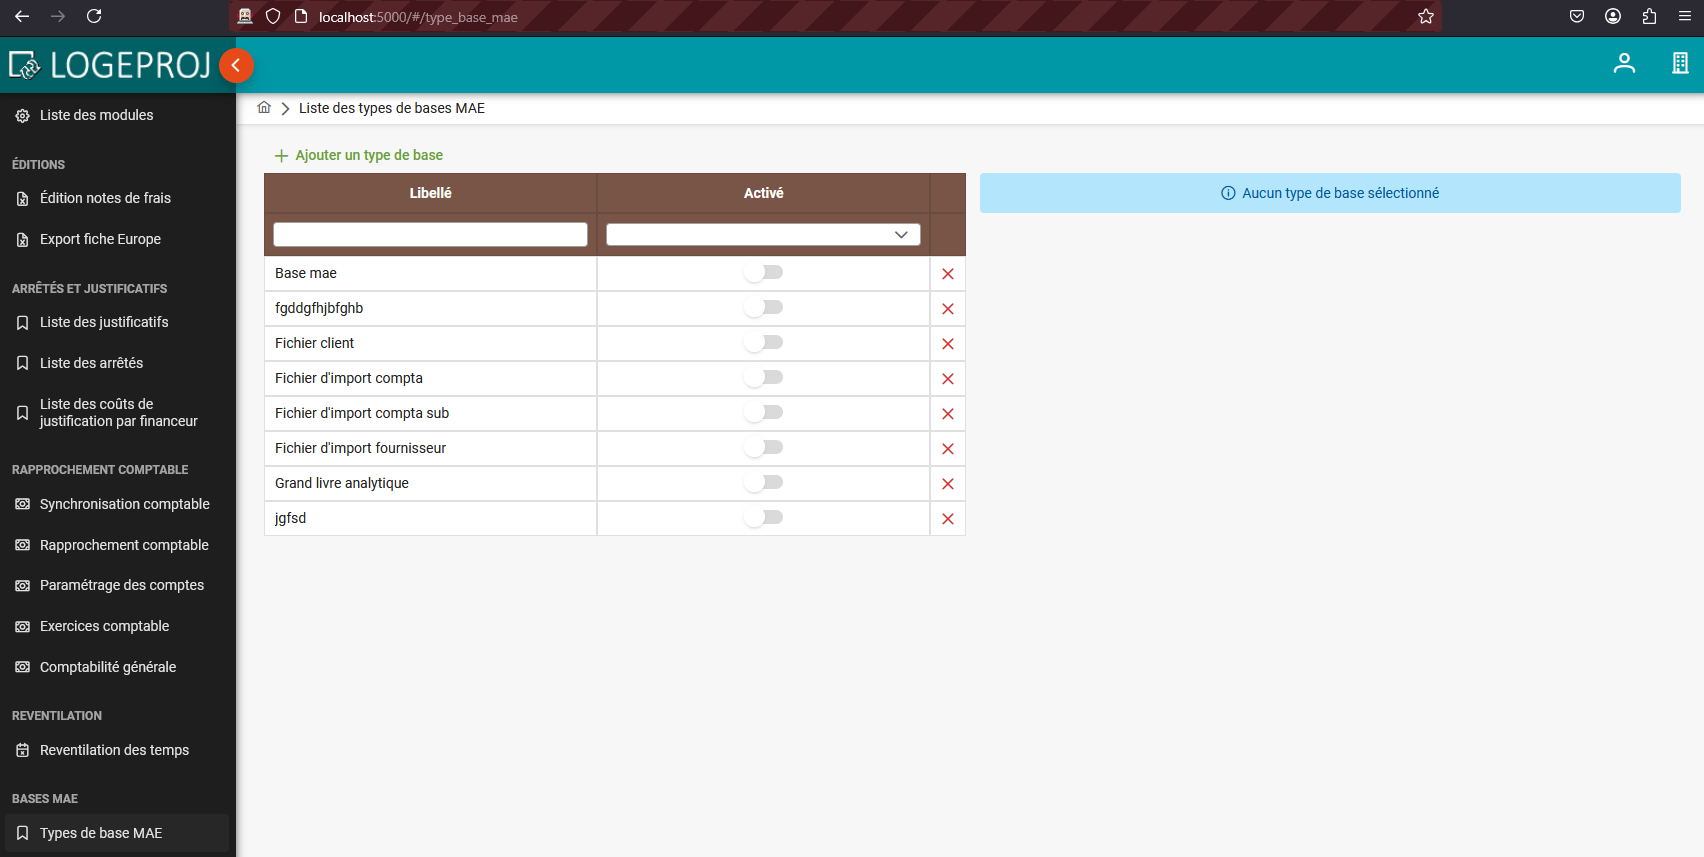 localhost:5000/#/type_base_mae
LOGEPROJ
Liste des modules
ÉDITIONS
Édition notes de frais
Export fiche Europe
ARRÊTÉS ET JUSTIFICATIFS
Liste des justificatifs
Liste des arrêtés
Liste des coûts de
justification par financeur
RAPPROCHEMENT COMPTABLE
Synchronisation comptable
Rapprochement comptable
Paramétrage des comptes
Exercices comptable
Comptabilité générale
REVENTILATION
Reventilation des temps
BASES MAE
Types de base MAE
Liste des types de bases MAE
Ajouter un type de base
Libellé Activé
Base mae
fgddgfhjbfghb
Fichier client
Fichier d'import compta
Fichier d'import compta sub
Fichier d'import fournisseur
Grand livre analytique
jgfsd
Aucun type de base sélectionné